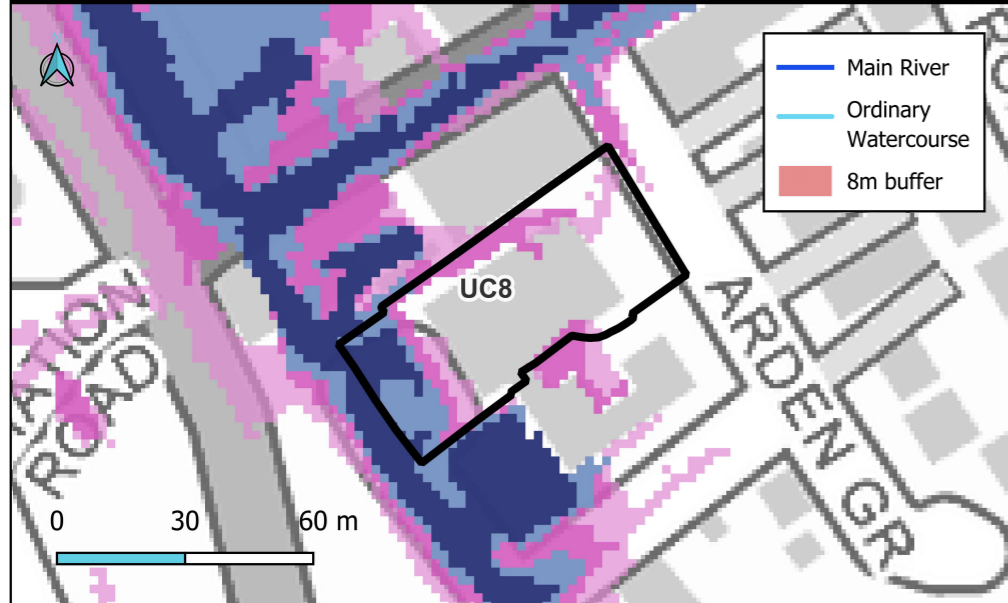 Main River
Ordinary
Watercourse
8m buffer
UC8
ATION
ROAD
ARDEN GR
0 30 60 m